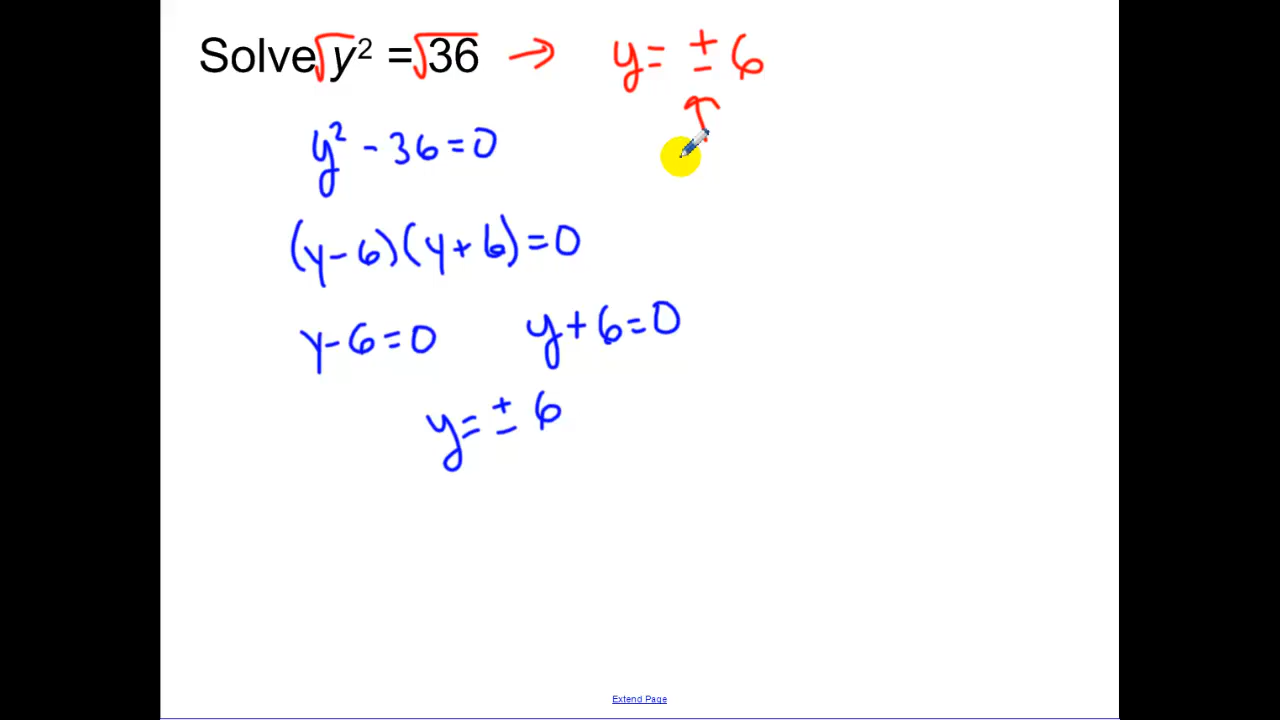 Solve √y² = √36 → y = ± 6
y² - 36 = 0
(y - 6)(y + 6) = 0
y - 6 = 0 y + 6 = 0
y = ± 6
Extend Page